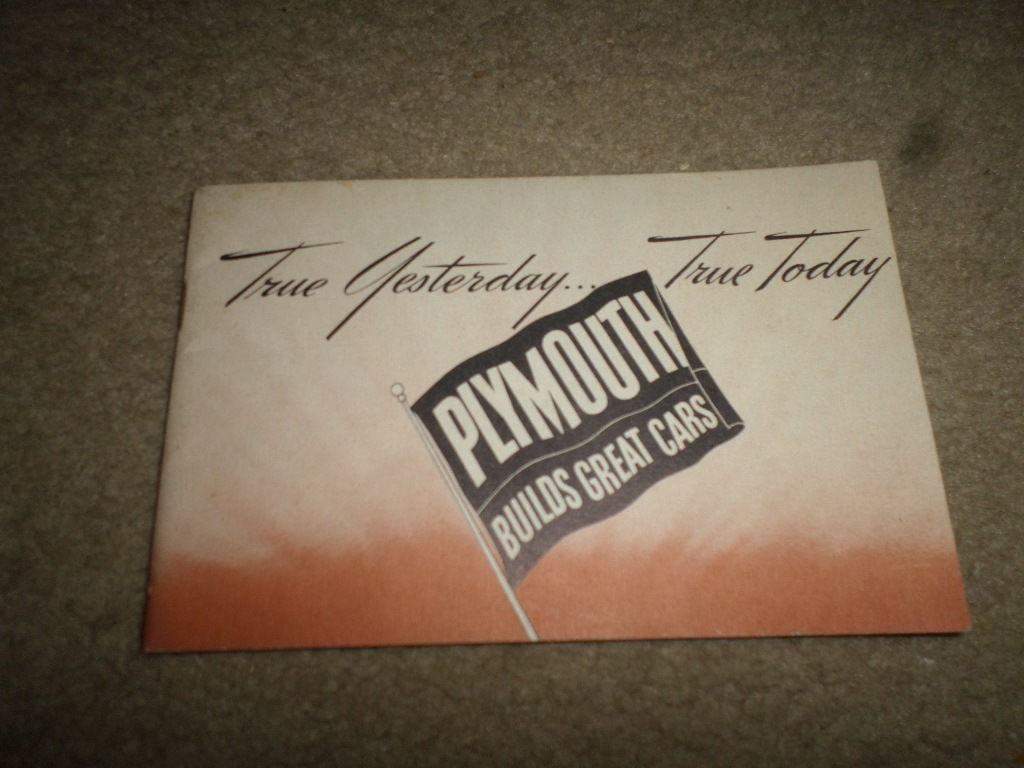 True Yesterday... True Today
PLYMOUTH
BUILDS GREAT CARS